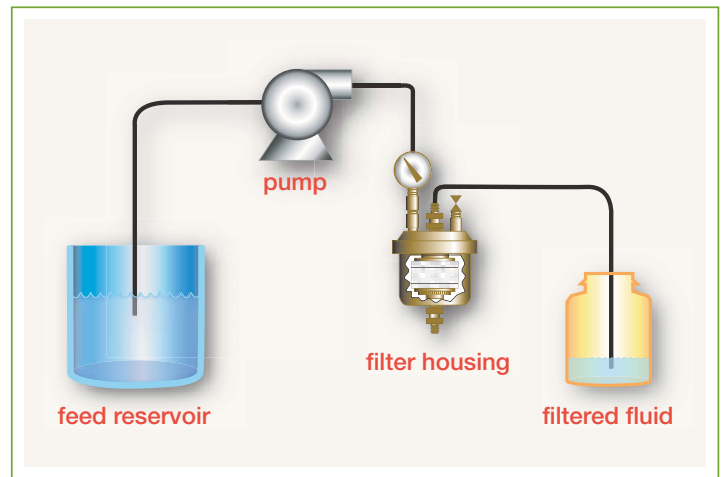 pump
filter housing
feed reservoir
filtered fluid